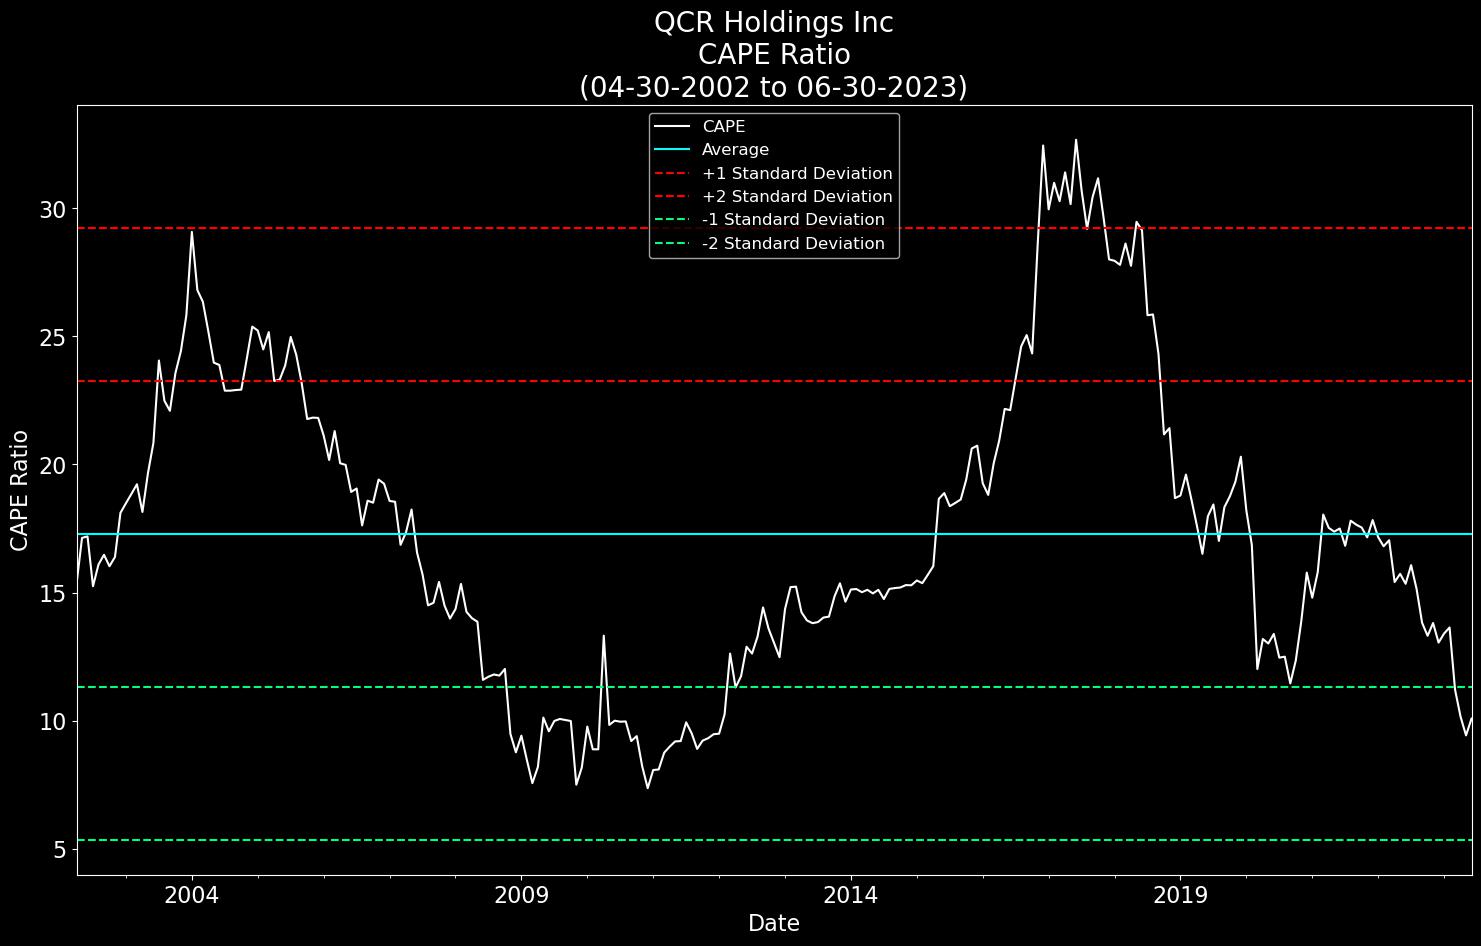 QCR Holdings Inc
CAPE Ratio
(04-30-2002 to 06-30-2023)
CAPE
Average
+1 Standard Deviation
+2 Standard Deviation
-1 Standard Deviation
-2 Standard Deviation
CAPE Ratio
30
25
20
15
10
5
2004 2009 2014 2019
Date